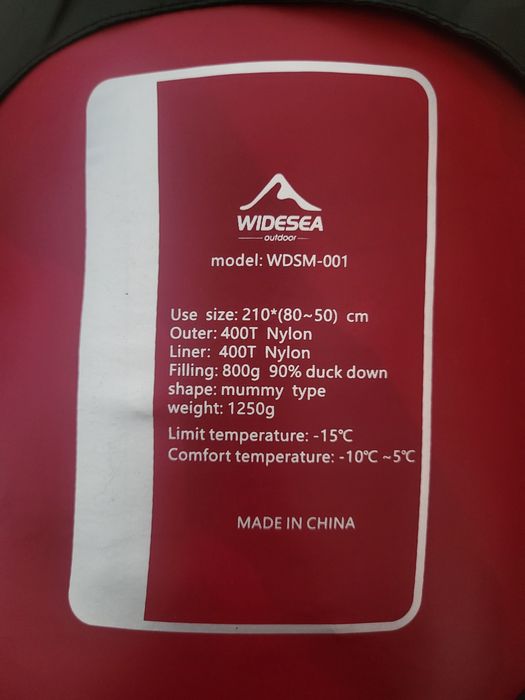 WIDESEA
outdoor
model: WDSM-001
Use size: 210*(80~50) cm
Outer: 400T Nylon
Liner: 400T Nylon
Filling: 800g 90% duck down
shape: mummy type
weight: 1250g
Limit temperature: -15℃
Comfort temperature: -10℃ ~5℃
MADE IN CHINA